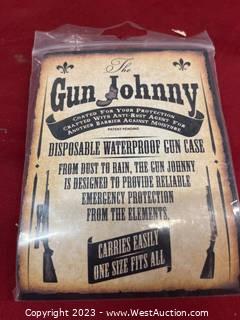 The
Gun Johnny
COATED FOR YOUR PROTECTION
CRAFTED WITH ANTI-RUST AGENT FOR
ANOTHER BARRIER AGAINST MOISTURE
PATENT PENDING
DISPOSABLE WATERPROOF GUN CASE
FROM DUST TO RAIN, THE GUN JOHNNY
IS DESIGNED TO PROVIDE RELIABLE
EMERGENCY PROTECTION
FROM THE ELEMENTS.
CARRIES EASILY
ONE SIZE FITS ALL
Copyright 2023 - www.WestAuction.com